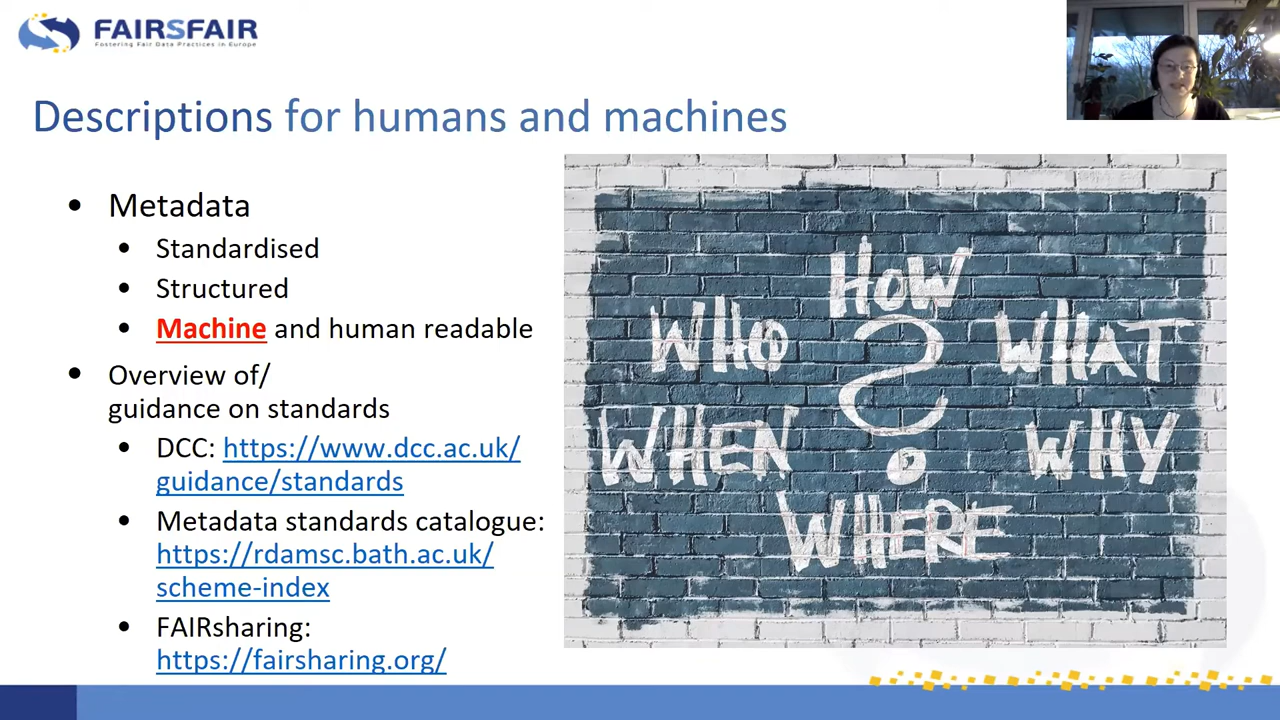 FAIRSFAIR
Fostering Fair Data Practices in Europe
Descriptions for humans and machines
• Metadata
• Standardised
• Structured
• Machine and human readable
• Overview of/
guidance on standards
• DCC: https://www.dcc.ac.uk/
guidance/standards
• Metadata standards catalogue:
https://rdamsc.bath.ac.uk/
scheme-index
• FAIRsharing:
https://fairsharing.org/
HOW
WHO
?
WHAT
WHEN
WHY
WHERE